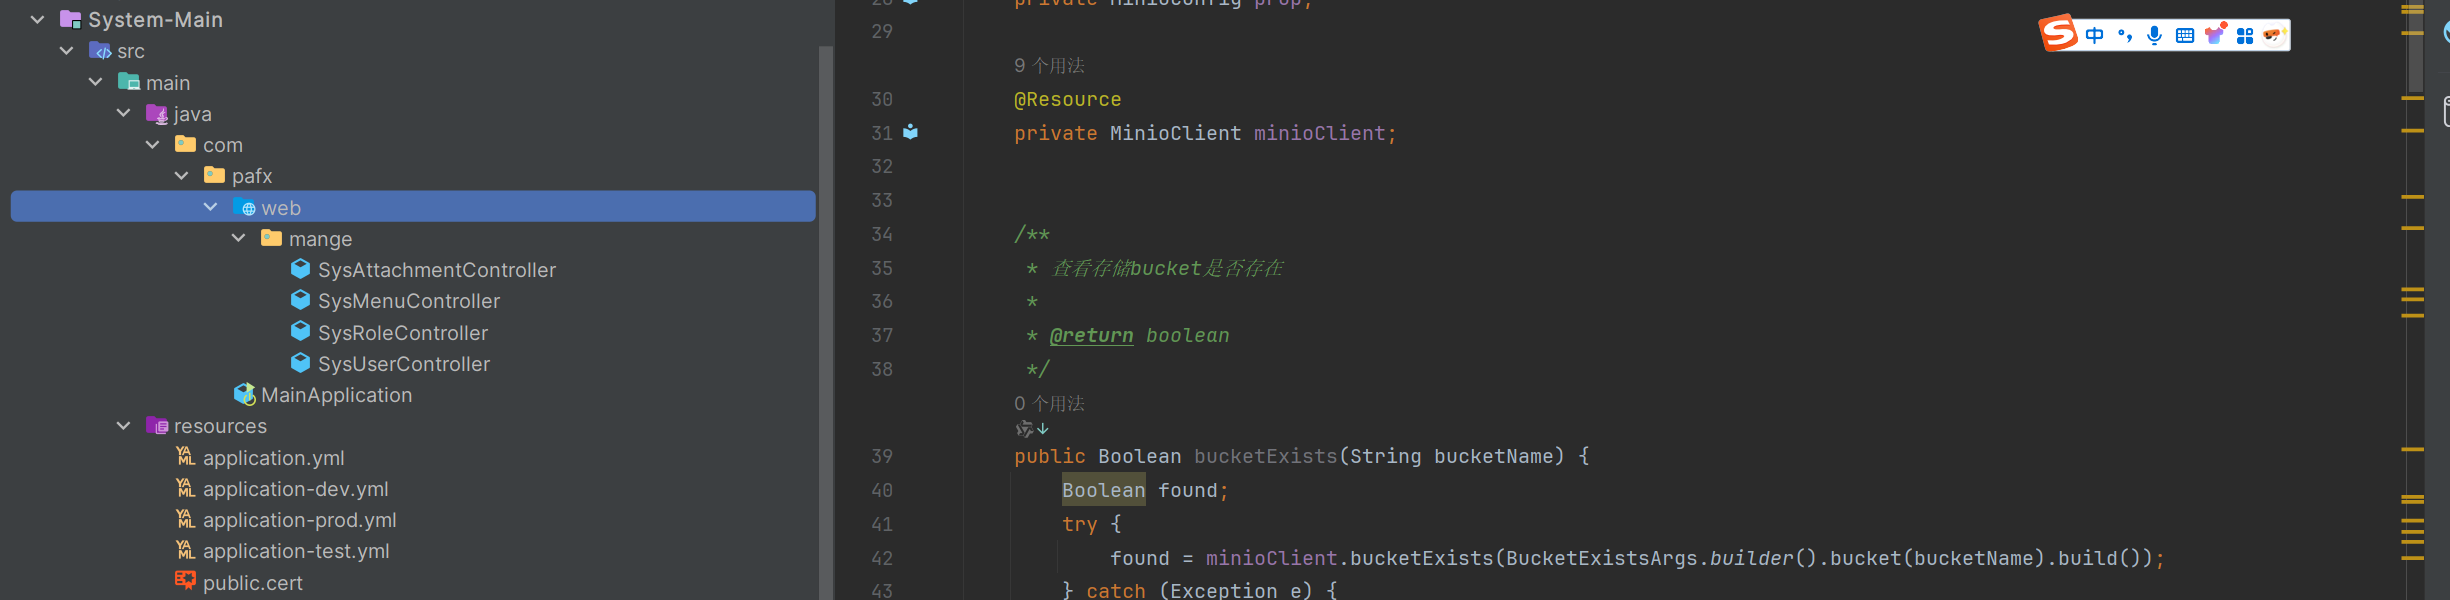 System-Main
src
main
java
com
pafx
web
mange
SysAttachmentController
SysMenuController
SysRoleController
SysUserController
MainApplication
resources
application.yml
application-dev.yml
application-prod.yml
application-test.yml
public.cert
28 private MinioConfig prop;
29
9 个用法
30 @Resource
31 private MinioClient minioClient;
32
33
34 /**
35 * 查看存储bucket是否存在
36 *
37 * @return boolean
38 */
0 个用法
39 public Boolean bucketExists(String bucketName) {
40 Boolean found;
41 try {
42 found = minioClient.bucketExists(BucketExistsArgs.builder().bucket(bucketName).build());
43 } catch (Exception e) {
S 中